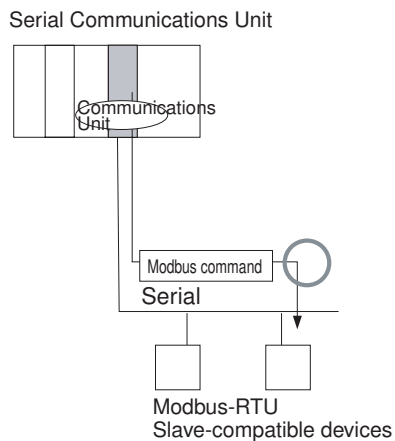 Serial Communications Unit
Communications
Unit
Modbus command
Serial
Modbus-RTU
Slave-compatible devices